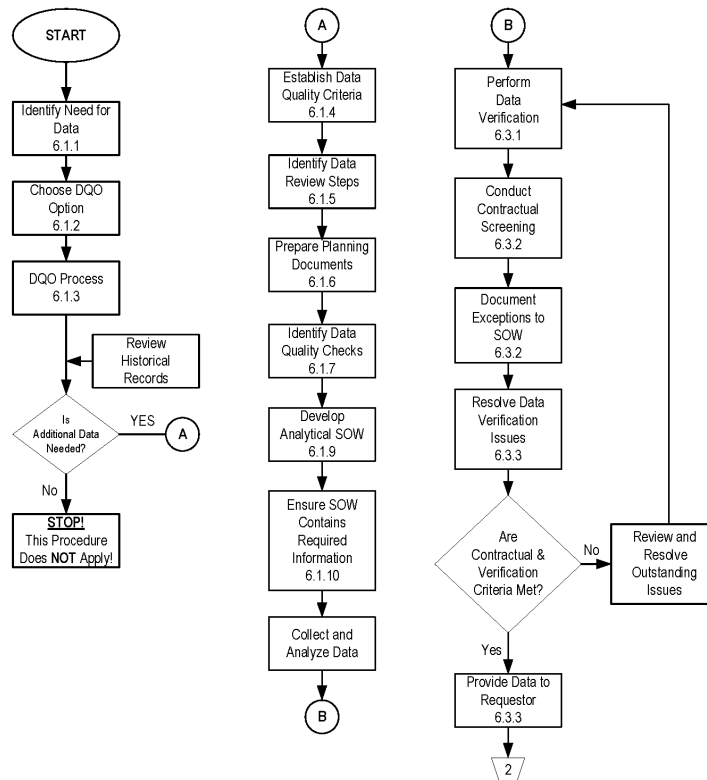 START
Identify Need for
Data
6.1.1
Choose DQO
Option
6.1.2
DQO Process
6.1.3
Review
Historical
Records
Is
Additional Data
Needed?
YES
A
No
STOP!
This Procedure
Does NOT Apply!
A
Establish Data
Quality Criteria
6.1.4
Identify Data
Review Steps
6.1.5
Prepare Planning
Documents
6.1.6
Identify Data
Quality Checks
6.1.7
Develop
Analytical SOW
6.1.9
Ensure SOW
Contains
Required
Information
6.1.10
Collect and
Analyze Data
B
B
Perform
Data
Verification
6.3.1
Conduct
Contractual
Screening
6.3.2
Document
Exceptions to
SOW
6.3.2
Resolve Data
Verification
Issues
6.3.3
Are
Contractual &
Verification
Criteria Met?
No
Review and
Resolve
Outstanding
Issues
Yes
Provide Data to
Requestor
6.3.3
2